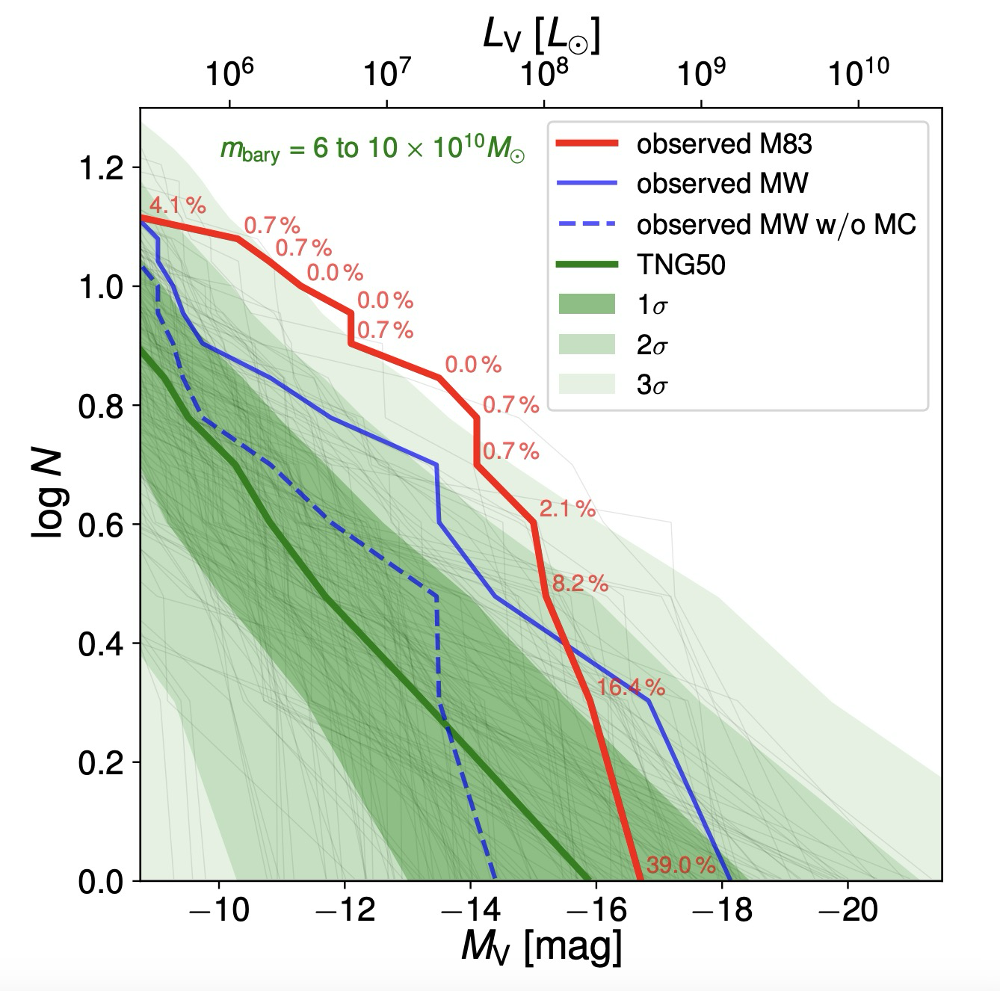 L_V [L_☉]
10^6 10^7 10^8 10^9 10^10
m_bary = 6 to 10 × 10^10 M_☉
observed M83
observed MW
observed MW w/o MC
TNG50
1σ
2σ
3σ
4.1 %
0.7 %
0.7 %
0.0 %
0.0 %
0.7 %
0.0 %
0.7 %
0.7 %
2.1 %
8.2 %
16.4 %
39.0 %
log N
1.2
1.0
0.8
0.6
0.4
0.2
0.0
−10 −12 −14 −16 −18 −20
M_V [mag]